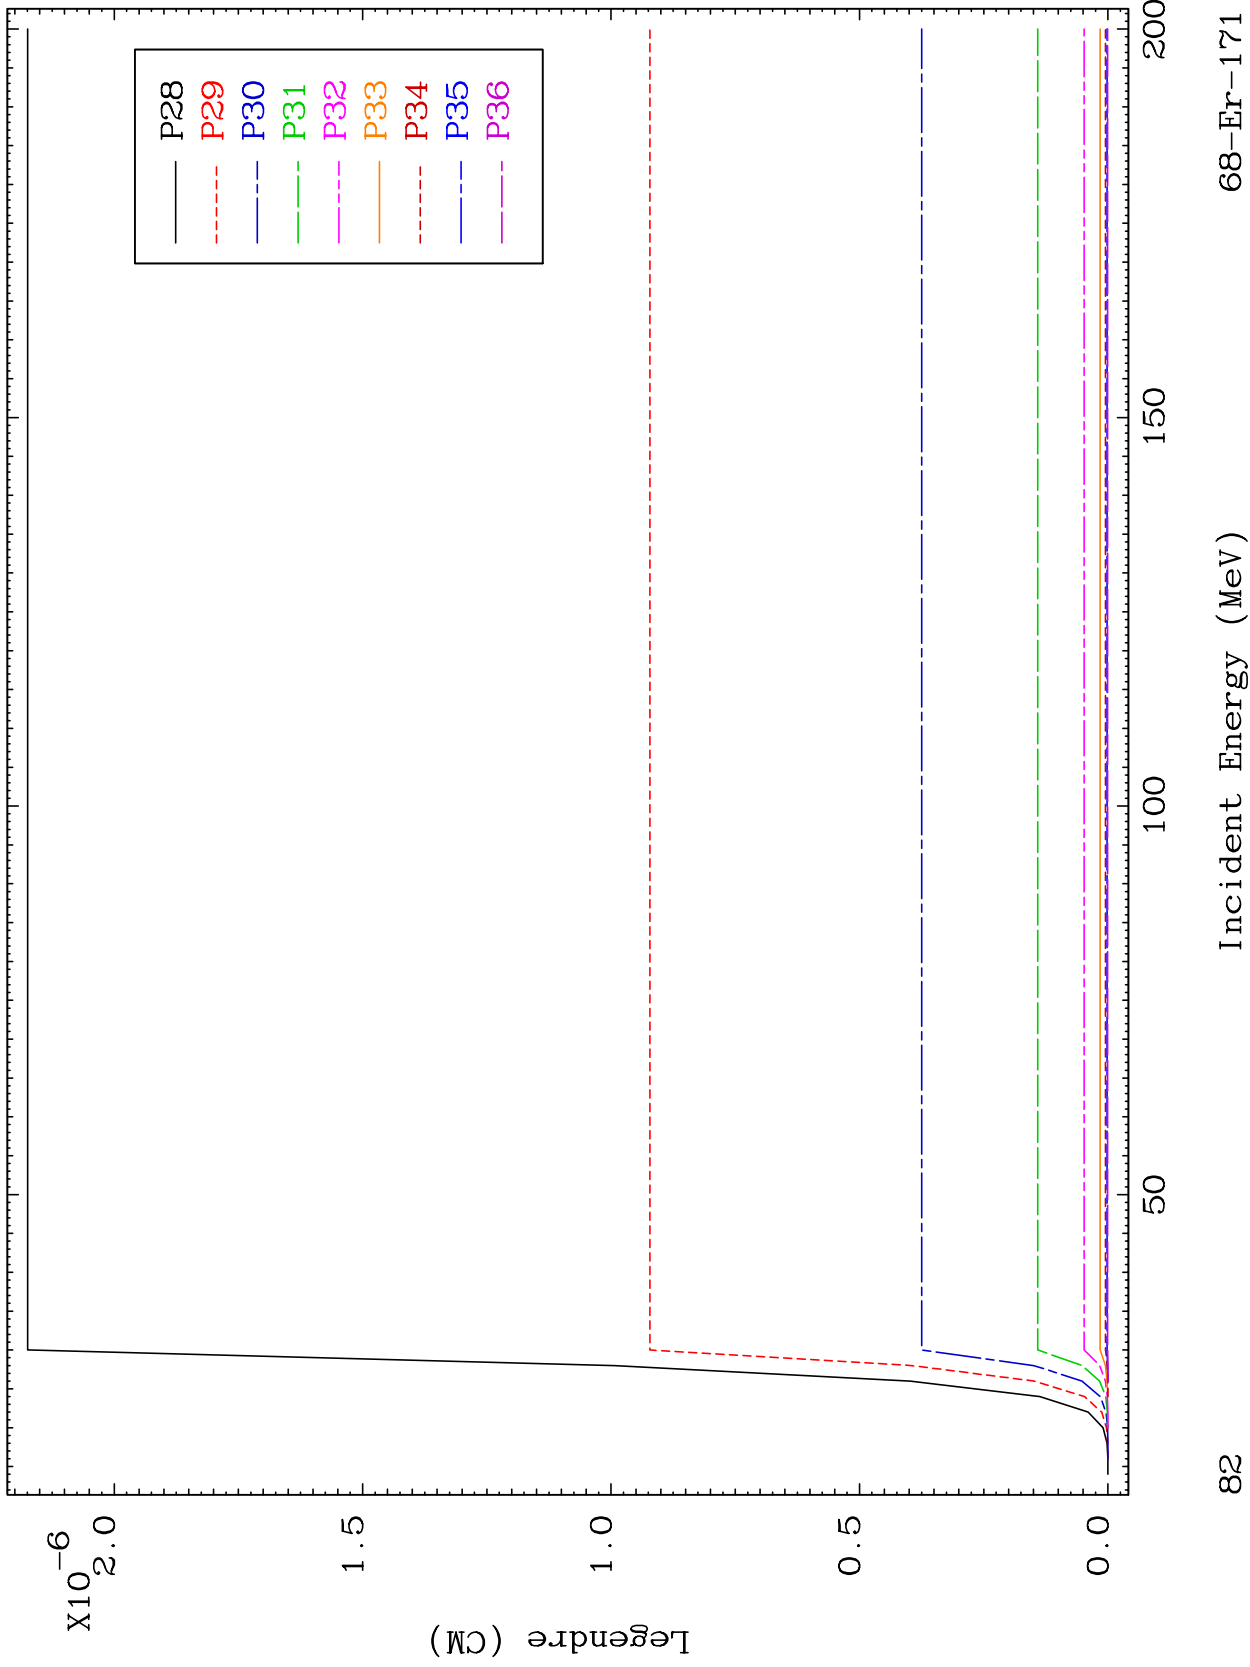 X10-6
2.0
1.5
1.0
0.5
0.0
Legendre (CM)
P28
P29
P30
P31
P32
P33
P34
P35
P36
50
100
150
200
Incident Energy (MeV)
82
68-Er-171